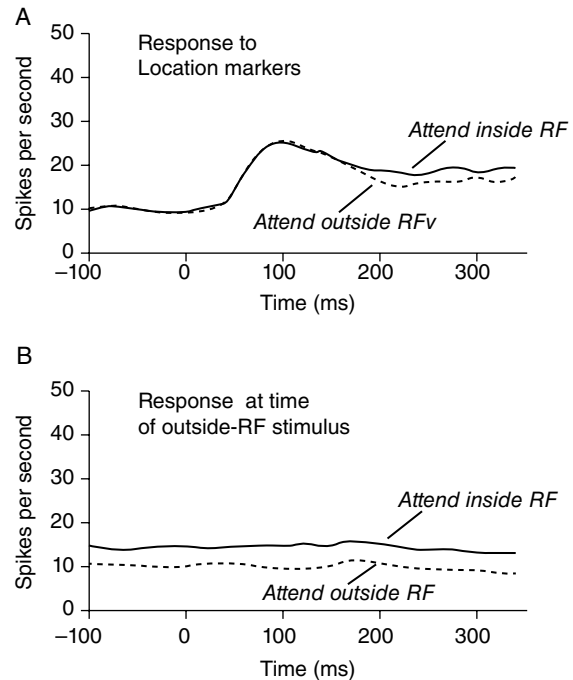 A
Response to
Location markers
Spikes per second
50
40
30
20
10
0
Attend inside RF
Attend outside RFv
−100
0
100
200
300
Time (ms)
B
Response at time
of outside-RF stimulus
Spikes per second
50
40
30
20
10
0
Attend inside RF
Attend outside RF
−100
0
100
200
300
Time (ms)